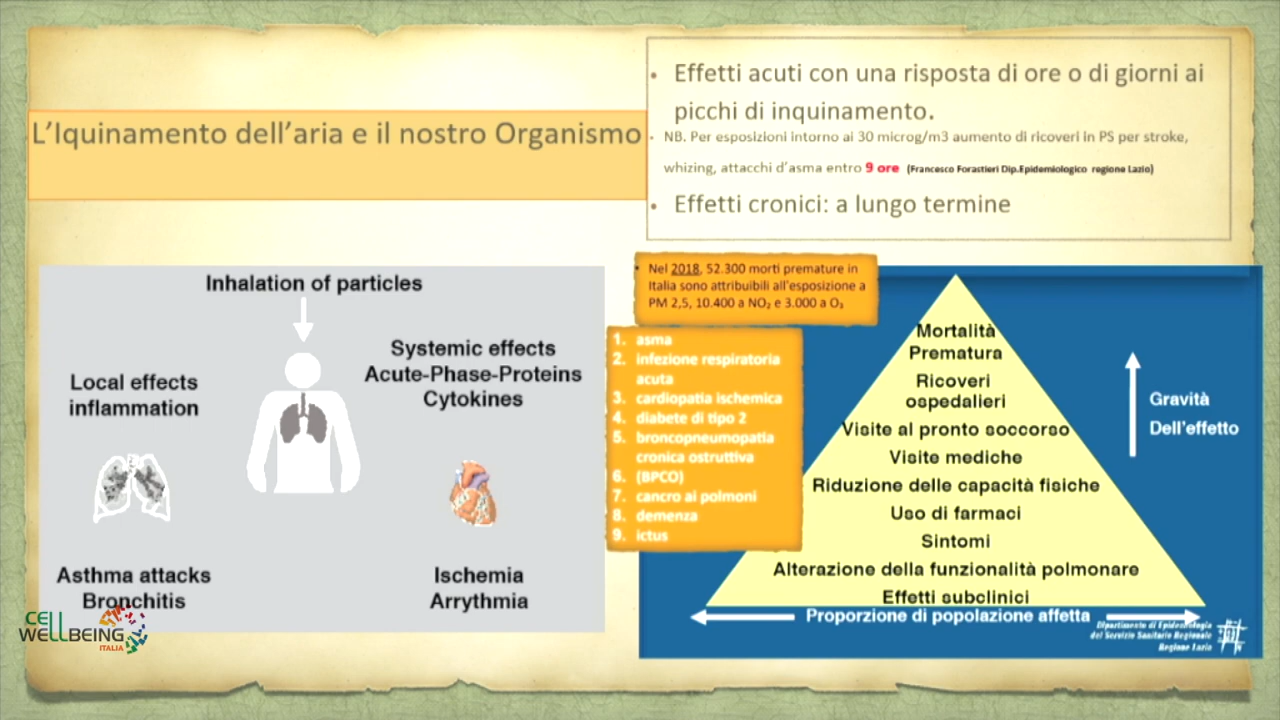 L'Iquinamento dell'aria e il nostro Organismo
• Effetti acuti con una risposta di ore o di giorni ai
picchi di inquinamento.
• NB. Per esposizioni intorno ai 30 microg/m3 aumento di ricoveri in PS per stroke,
whizing, attacchi d'asma entro 9 ore (Francesco Forastieri Dip.Epidemiologico regione Lazio)
• Effetti cronici: a lungo termine
Inhalation of particles
Local effects
inflammation
Systemic effects
Acute-Phase-Proteins
Cytokines
Asthma attacks
Bronchitis
Ischemia
Arrythmia
CELL
WELLBEING
ITALIA
• Nel 2018, 52.300 morti premature in
Italia sono attribuibili all'esposizione a
PM 2,5, 10.400 a NO₂ e 3.000 a O₃
1. asma
2. infezione respiratoria
acuta
3. cardiopatia ischemica
4. diabete di tipo 2
5. broncopneumopatia
cronica ostruttiva
6. (BPCO)
7. cancro ai polmoni
8. demenza
9. ictus
Mortalità
Prematura
Ricoveri
ospedalieri
Visite al pronto soccorso
Visite mediche
Riduzione delle capacità fisiche
Uso di farmaci
Sintomi
Alterazione della funzionalità polmonare
Effetti subclinici
Proporzione di popolazione affetta
Gravità
Dell'effetto
Dipartimento di Epidemiologia
del Servizio Sanitario Regionale
Regione Lazio